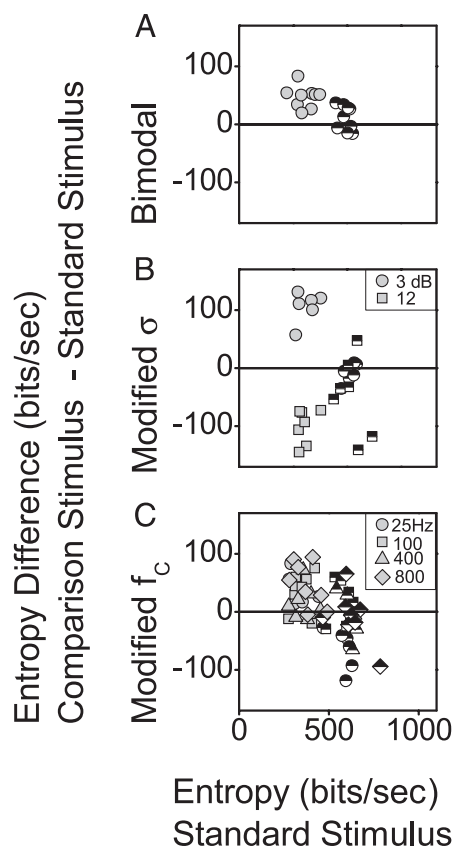 Entropy Difference (bits/sec)
Comparison Stimulus - Standard Stimulus
A
Bimodal
100
0
-100
B
Modified σ
100
0
-100
3 dB
12
C
Modified fC
100
0
-100
25Hz
100
400
800
0
500
1000
Entropy (bits/sec)
Standard Stimulus